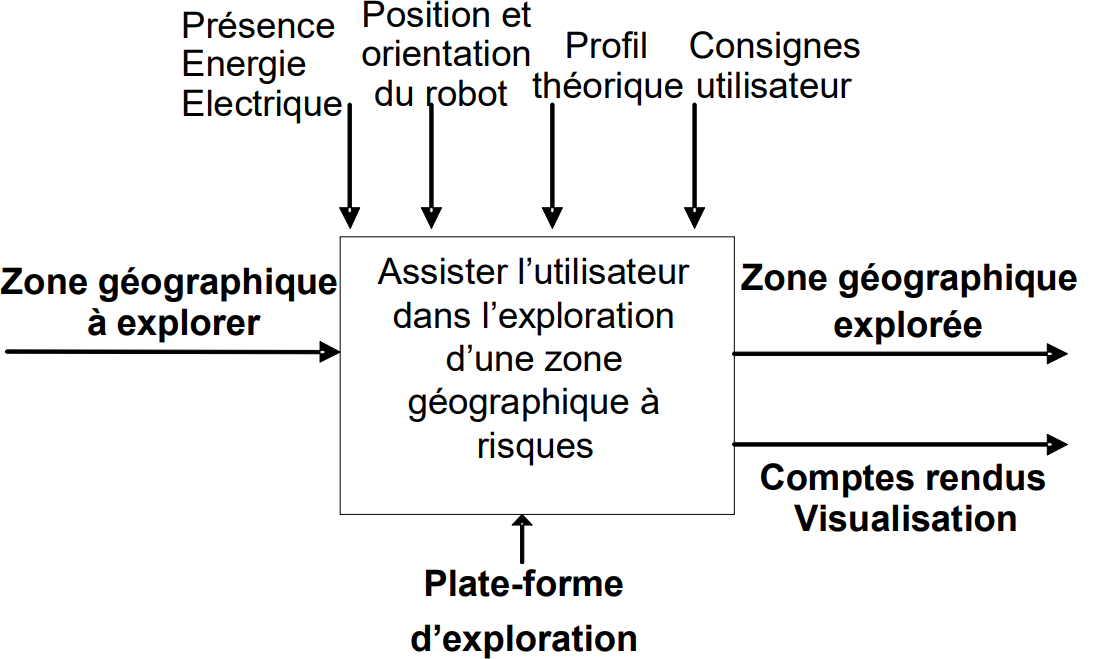 Présence
Energie
Electrique
Position et
orientation
du robot
Profil
théorique
Consignes
utilisateur
Zone géographique
à explorer
Assister l’utilisateur
dans l’exploration
d’une zone
géographique à
risques
Zone géographique
explorée
Comptes rendus
Visualisation
Plate-forme
d’exploration